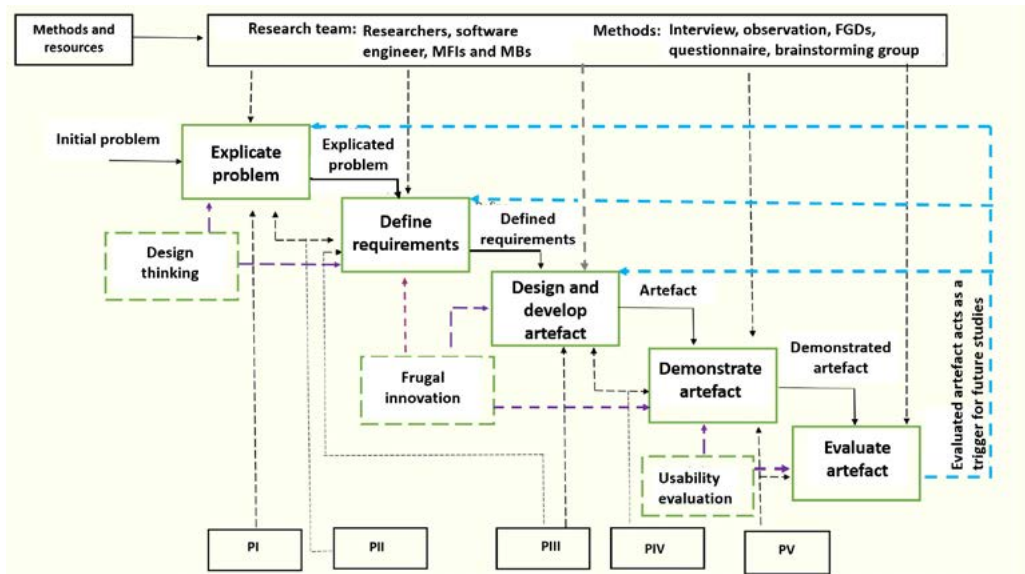 Methods and
resources
Research team: Researchers, software
engineer, MFIs and MBs
Methods: Interview, observation, FGDs,
questionnaire, brainstorming group
Initial problem
Explicate
problem
Explicated
problem
Define
requirements
Defined
requirements
Design
thinking
Design and
develop
artefact
Artefact
Frugal
innovation
Demonstrate
artefact
Demonstrated
artefact
Evaluate
artefact
Usability
evaluation
Evaluated artefact acts as a
trigger for future studies
PI
PII
PIII
PIV
PV